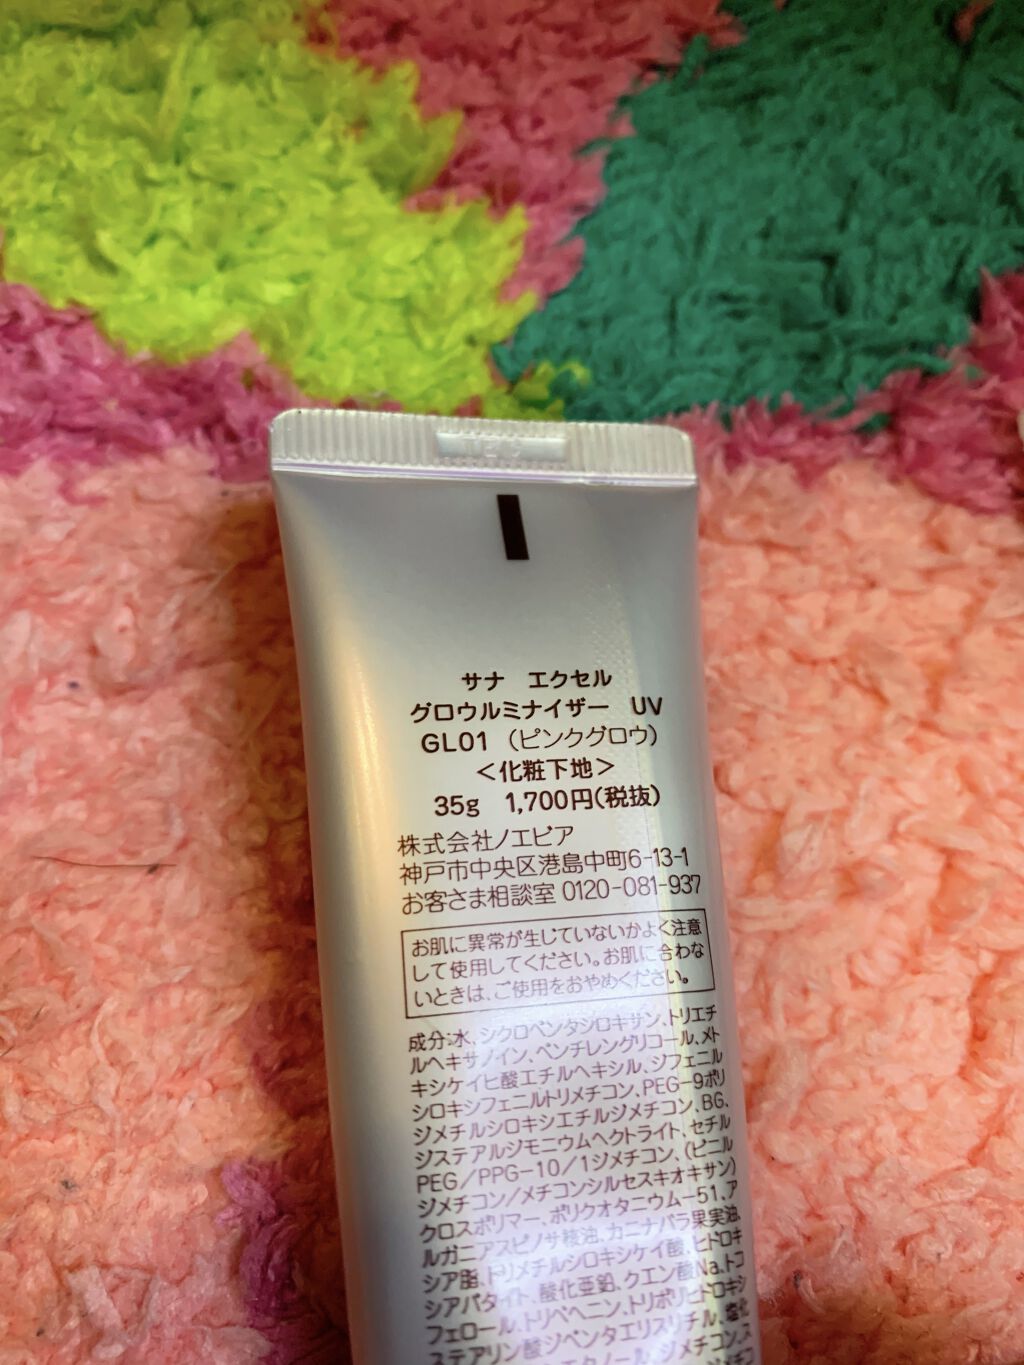 サナ　エクセル
グロウルミナイザー　UV
GL01（ピンクグロウ）
＜化粧下地＞
35g　1,700円(税抜)
株式会社ノエビア
神戸市中央区港島中町6-13-1
お客さま相談室 0120-081-937
お肌に異常が生じていないかよく注意
して使用してください。お肌に合わな
いときは、ご使用をおやめください。
成分:水、シクロペンタシロキサン、トリエチ
ルヘキサノイン、ペンチレングリコール、メト
キシケイヒ酸エチルヘキシル、ジフェニル
シロキシフェニルトリメチコン、PEG-9ポリ
ジメチルシロキシエチルジメチコン、BG、
ジステアルジモニウムヘクトライト、セチル
PEG／PPG-10／1ジメチコン、(ビニル
ジメチコン/メチコンシルセスキオキサン)
クロスポリマー、ポリクオタニウム-51、ア
ルガニアスピノサ核油、カニナバラ果実油、
シア脂、トリメチルシロキシケイ酸、ヒドロキ
シアパタイト、酸化亜鉛、クエン酸Na、トコ
フェロール、トリベヘニン、トリポリヒドロキシ
ステアリン酸ジペンタエリスリチル、塩化
エタノール、ジメチコン、ス